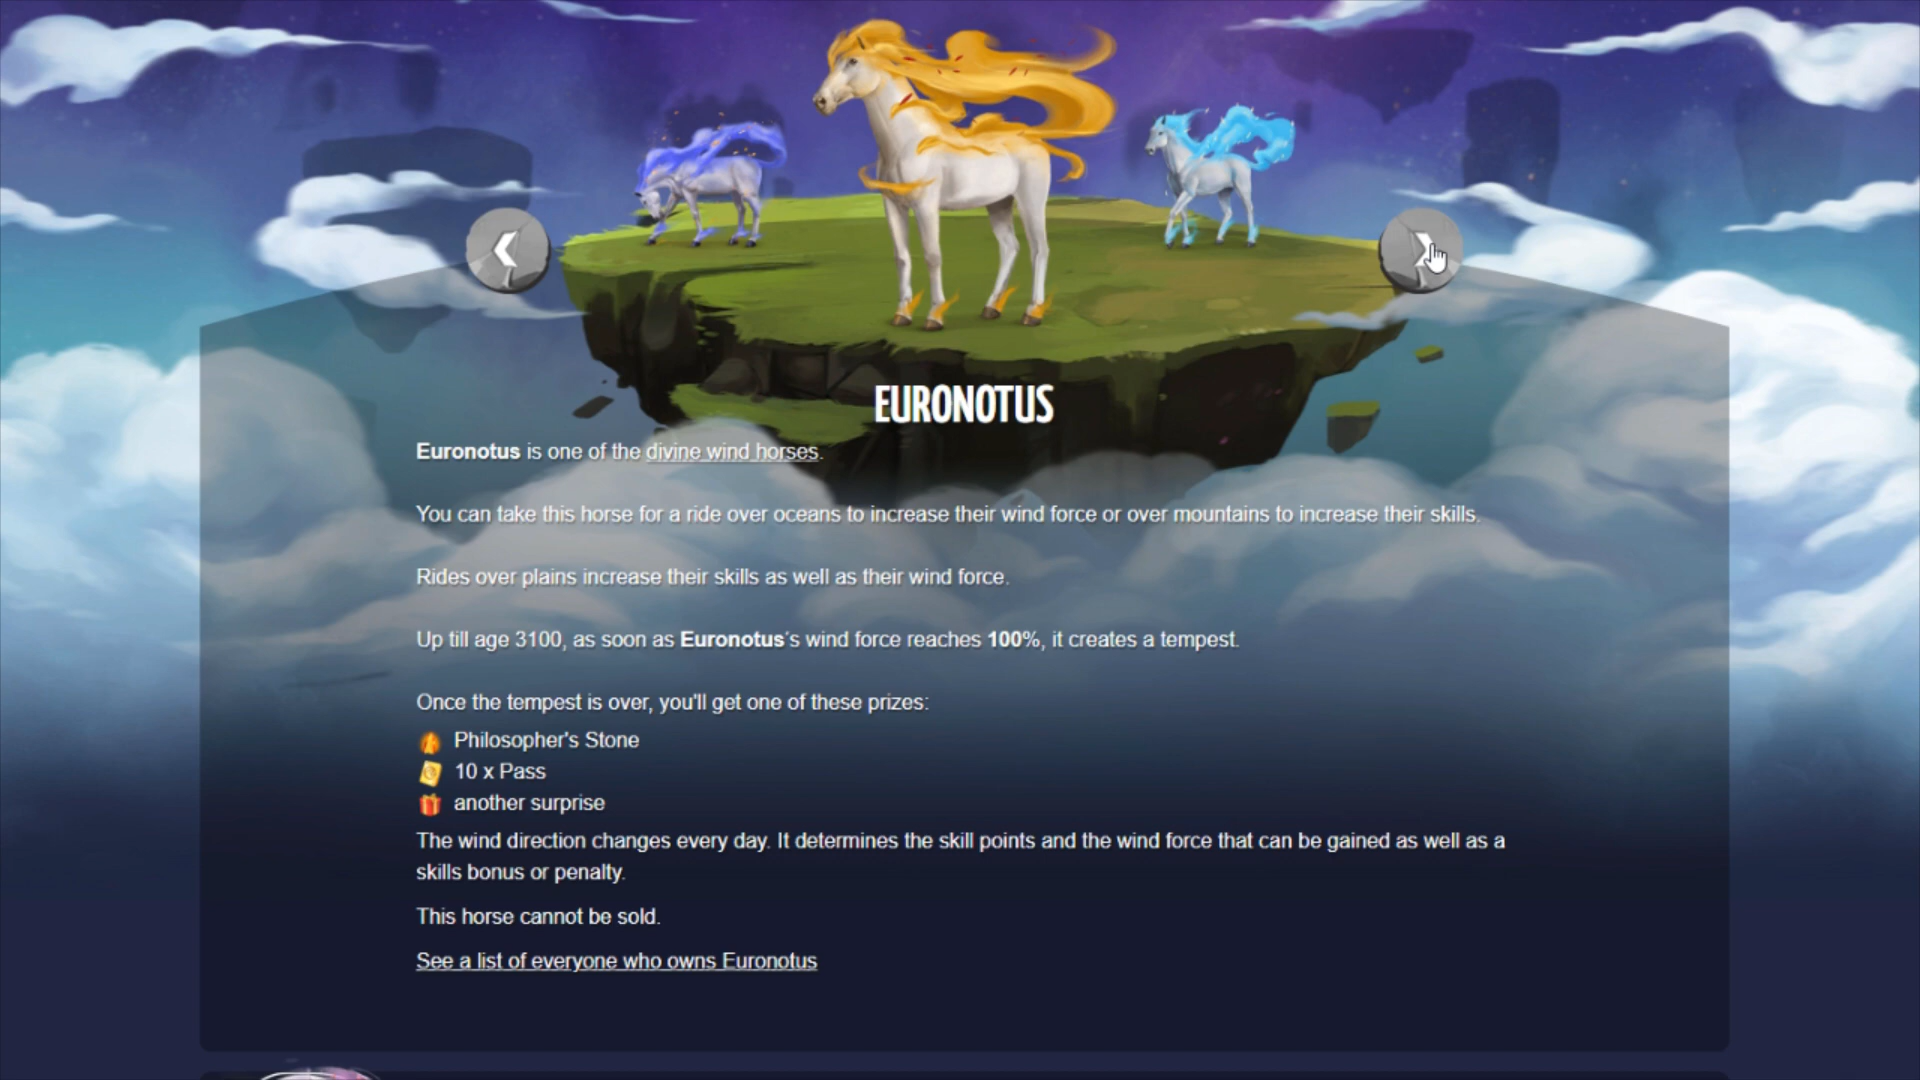 EURONOTUS
Euronotus is one of the divine wind horses.
You can take this horse for a ride over oceans to increase their wind force or over mountains to increase their skills.
Rides over plains increase their skills as well as their wind force.
Up till age 3100, as soon as Euronotus's wind force reaches 100%, it creates a tempest.
Once the tempest is over, you'll get one of these prizes:
Philosopher's Stone
10 x Pass
another surprise
The wind direction changes every day. It determines the skill points and the wind force that can be gained as well as a
skills bonus or penalty.
This horse cannot be sold.
See a list of everyone who owns Euronotus